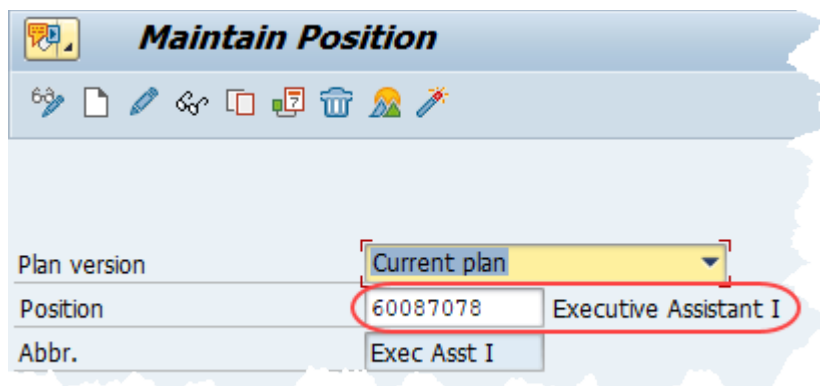 Maintain Position
Plan version Current plan
Position 60087078 Executive Assistant I
Abbr. Exec Asst I